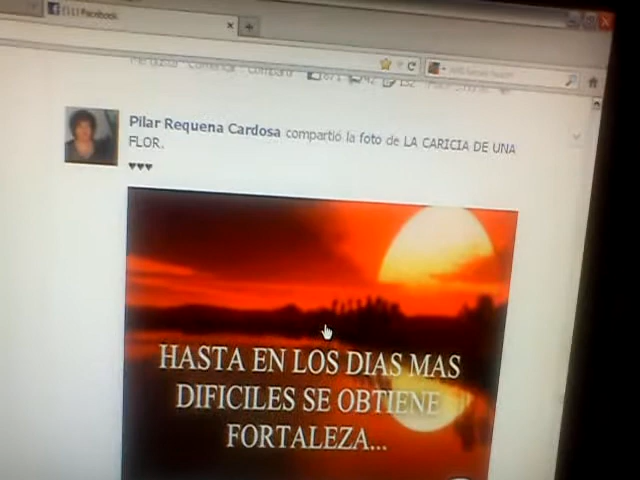 Facebook
Pilar Requena Cardosa compartió la foto de LA CARICIA DE UNA
FLOR.
♥♥♥
HASTA EN LOS DIAS MAS
DIFICILES SE OBTIENE
FORTALEZA...